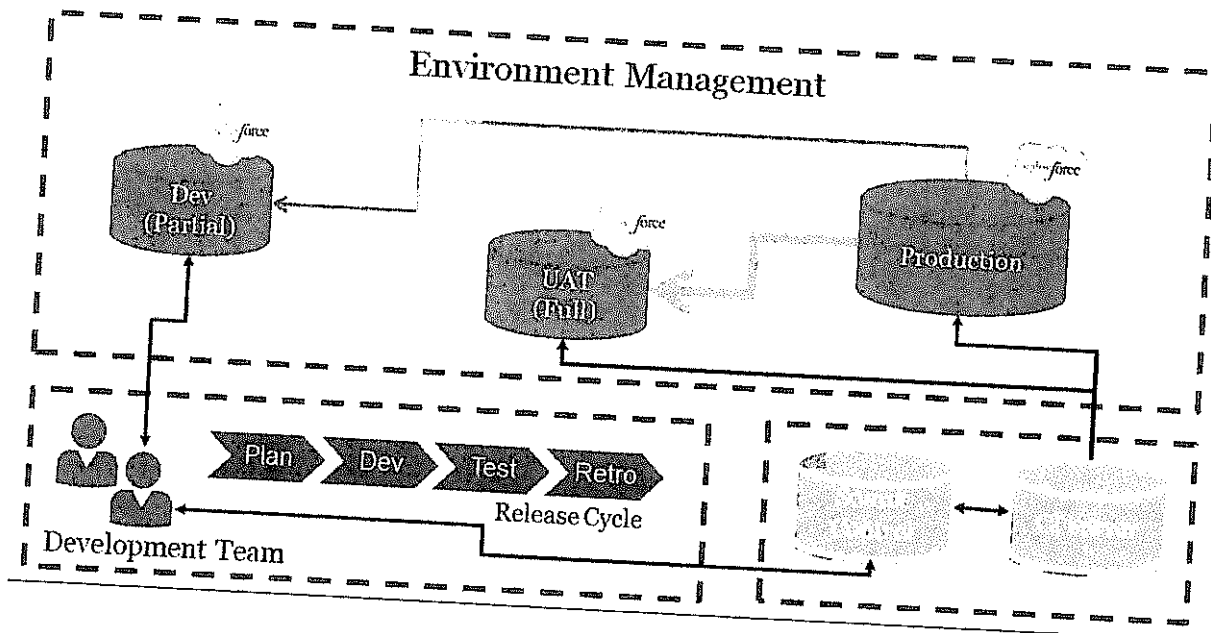 Environment Management
force
Dev
(Partial)
force
UAT
(Full)
force
Production
Plan
Dev
Test
Retro
Release Cycle
Development Team